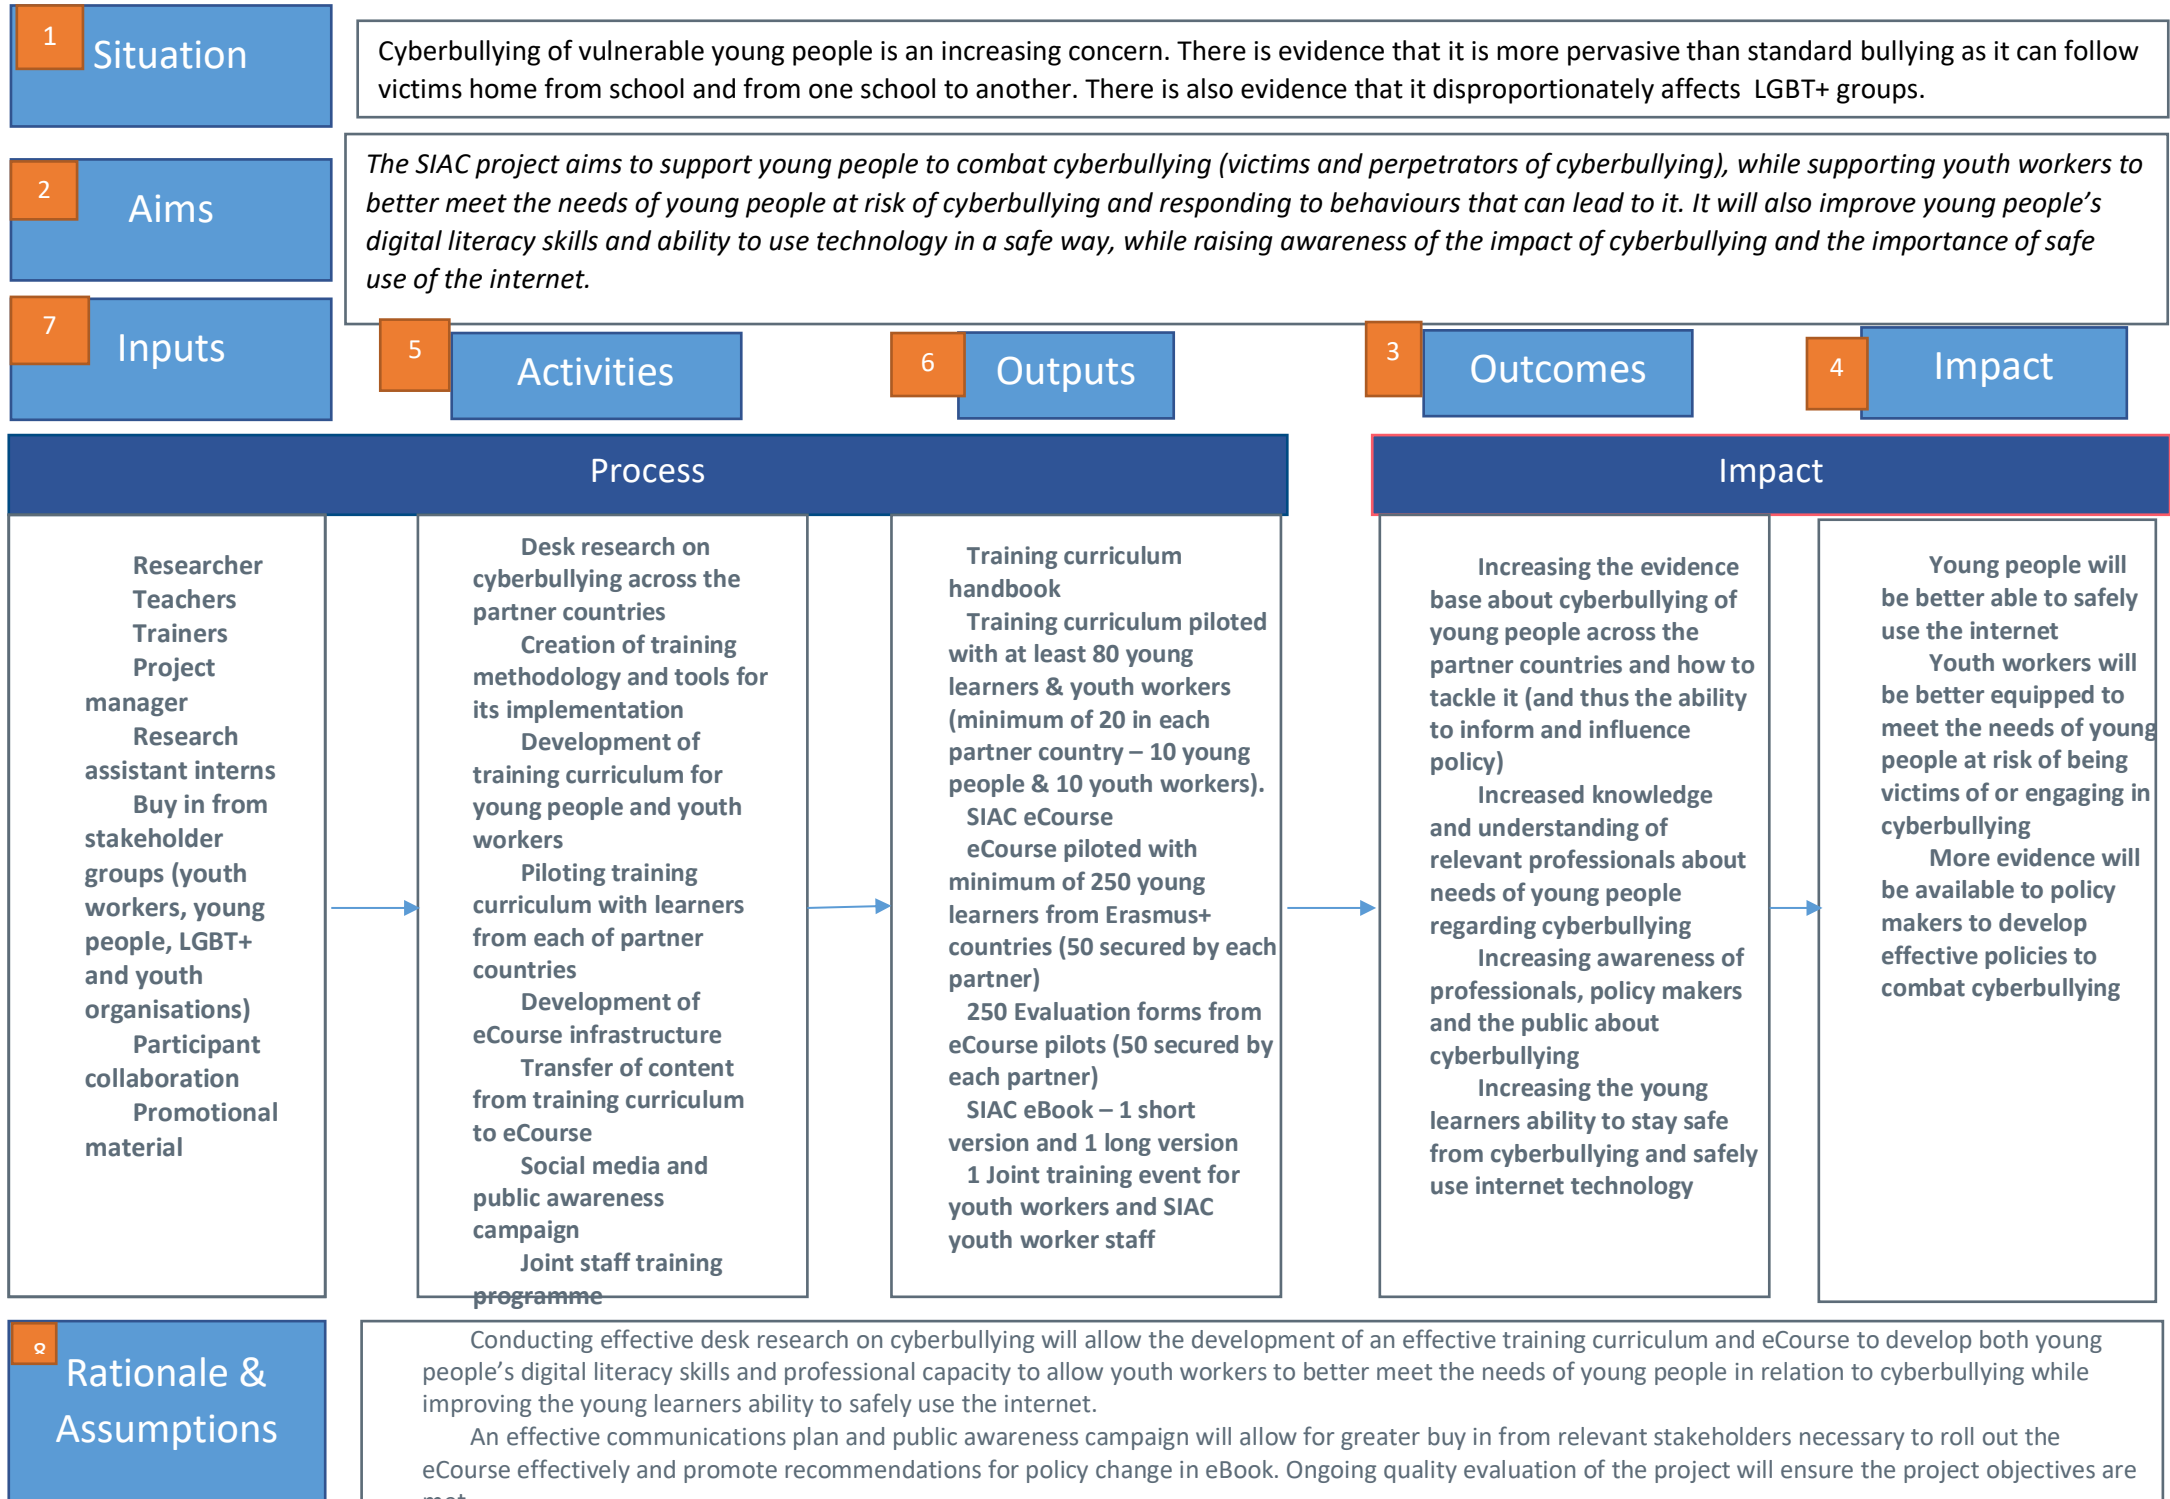 1
Situation
Cyberbullying of vulnerable young people is an increasing concern. There is evidence that it is more pervasive than standard bullying as it can follow
victims home from school and from one school to another. There is also evidence that it disproportionately affects  LGBT+ groups.
2
Aims
The SIAC project aims to support young people to combat cyberbullying (victims and perpetrators of cyberbullying), while supporting youth workers to
better meet the needs of young people at risk of cyberbullying and responding to behaviours that can lead to it. It will also improve young people’s
digital literacy skills and ability to use technology in a safe way, while raising awareness of the impact of cyberbullying and the importance of safe
use of the internet.
7
Inputs
5
Activities
6
Outputs
3
Outcomes
4
Impact
Process
Impact
Researcher
Teachers
Trainers
Project
manager
Research
assistant interns
Buy in from
stakeholder
groups (youth
workers, young
people, LGBT+
and youth
organisations)
Participant
collaboration
Promotional
material
Desk research on
cyberbullying across the
partner countries
Creation of training
methodology and tools for
its implementation
Development of
training curriculum for
young people and youth
workers
Piloting training
curriculum with learners
from each of partner
countries
Development of
eCourse infrastructure
Transfer of content
from training curriculum
to eCourse
Social media and
public awareness
campaign
Joint staff training
programme
Training curriculum
handbook
Training curriculum piloted
with at least 80 young
learners & youth workers
(minimum of 20 in each
partner country – 10 young
people & 10 youth workers).
SIAC eCourse
eCourse piloted with
minimum of 250 young
learners from Erasmus+
countries (50 secured by each
partner)
250 Evaluation forms from
eCourse pilots (50 secured by
each partner)
SIAC eBook – 1 short
version and 1 long version
1 Joint training event for
youth workers and SIAC
youth worker staff
Increasing the evidence
base about cyberbullying of
young people across the
partner countries and how to
tackle it (and thus the ability
to inform and influence
policy)
Increased knowledge
and understanding of
relevant professionals about
needs of young people
regarding cyberbullying
Increasing awareness of
professionals, policy makers
and the public about
cyberbullying
Increasing the young
learners ability to stay safe
from cyberbullying and safely
use internet technology
Young people will
be better able to safely
use the internet
Youth workers will
be better equipped to
meet the needs of young
people at risk of being
victims of or engaging in
cyberbullying
More evidence will
be available to policy
makers to develop
effective policies to
combat cyberbullying
8
Rationale &
Assumptions
Conducting effective desk research on cyberbullying will allow the development of an effective training curriculum and eCourse to develop both young
people’s digital literacy skills and professional capacity to allow youth workers to better meet the needs of young people in relation to cyberbullying while
improving the young learners ability to safely use the internet.
An effective communications plan and public awareness campaign will allow for greater buy in from relevant stakeholders necessary to roll out the
eCourse effectively and promote recommendations for policy change in eBook. Ongoing quality evaluation of the project will ensure the project objectives are